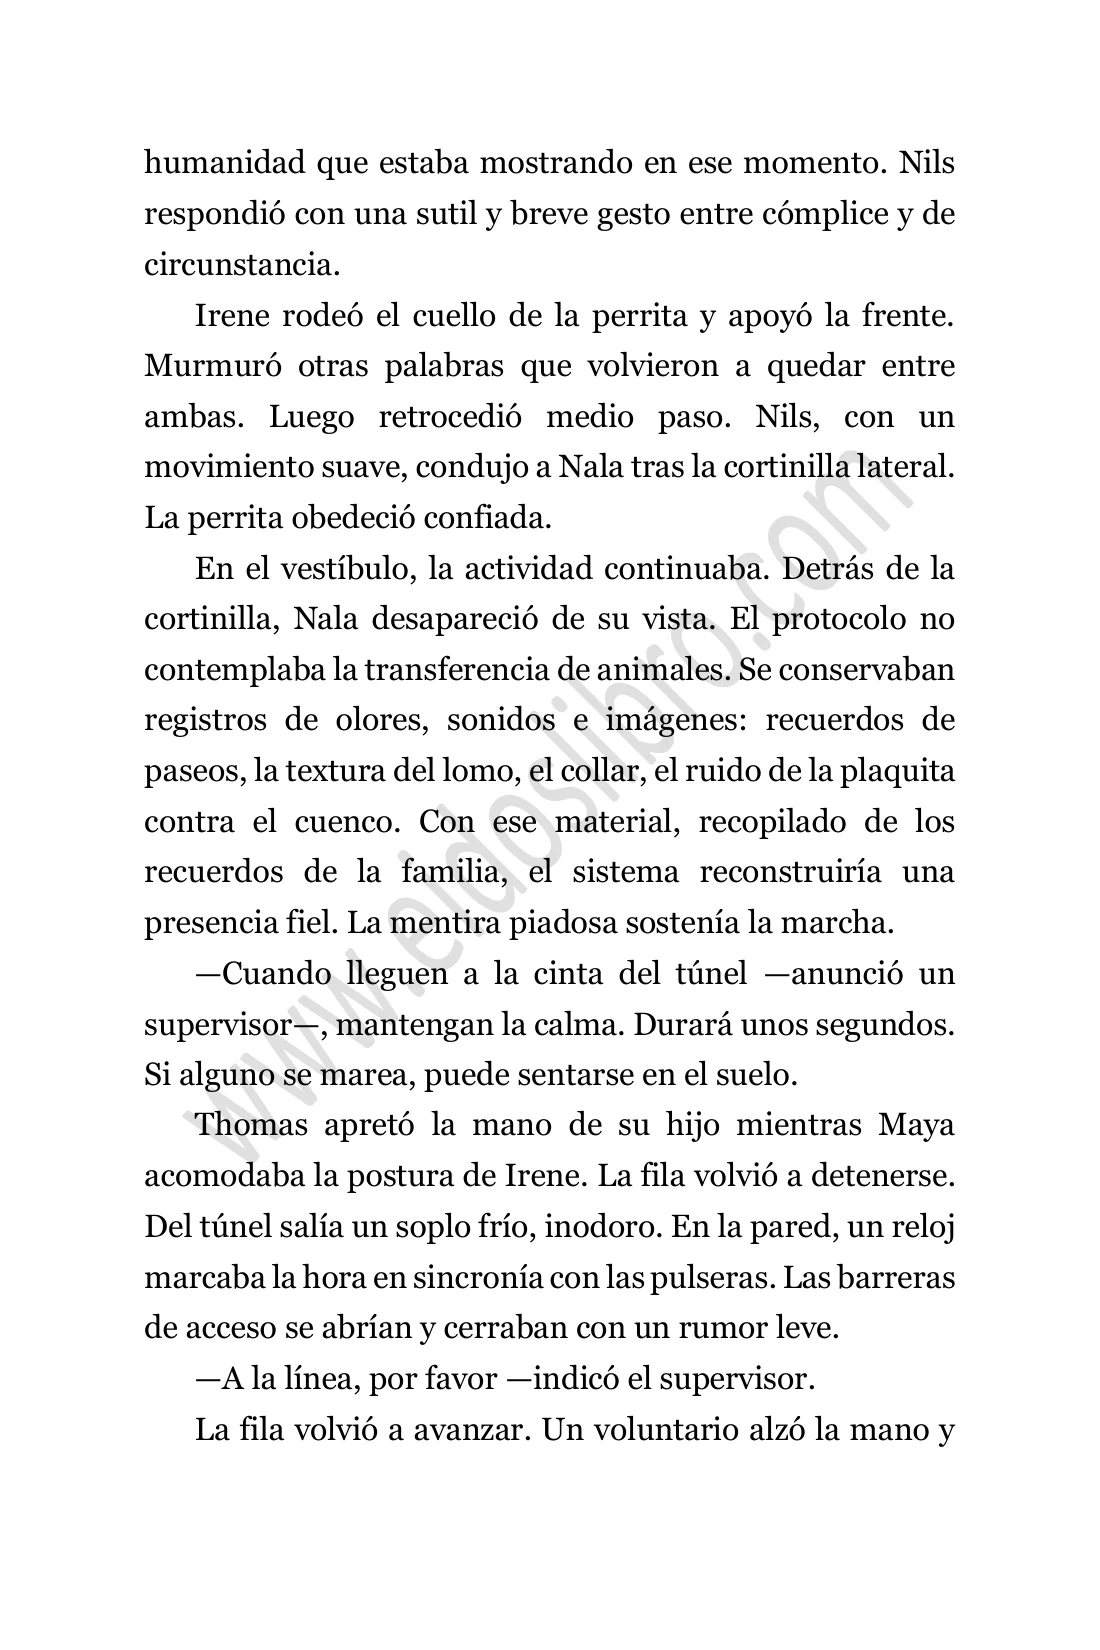 humanidad que estaba mostrando en ese momento. Nils
respondió con una sutil y breve gesto entre cómplice y de
circunstancia.
Irene rodeó el cuello de la perrita y apoyó la frente.
Murmuró otras palabras que volvieron a quedar entre
ambas. Luego retrocedió medio paso. Nils, con un
movimiento suave, condujo a Nala tras la cortinilla lateral.
La perrita obedeció confiada.
En el vestíbulo, la actividad continuaba. Detrás de la
cortinilla, Nala desapareció de su vista. El protocolo no
contemplaba la transferencia de animales. Se conservaban
registros de olores, sonidos e imágenes: recuerdos de
paseos, la textura del lomo, el collar, el ruido de la plaquita
contra el cuenco. Con ese material, recopilado de los
recuerdos de la familia, el sistema reconstruiría una
presencia fiel. La mentira piadosa sostenía la marcha.
—Cuando lleguen a la cinta del túnel —anunció un
supervisor—, mantengan la calma. Durará unos segundos.
Si alguno se marea, puede sentarse en el suelo.
Thomas apretó la mano de su hijo mientras Maya
acomodaba la postura de Irene. La fila volvió a detenerse.
Del túnel salía un soplo frío, inodoro. En la pared, un reloj
marcaba la hora en sincronía con las pulseras. Las barreras
de acceso se abrían y cerraban con un rumor leve.
—A la línea, por favor —indicó el supervisor.
La fila volvió a avanzar. Un voluntario alzó la mano y
www.eldoslibro.com